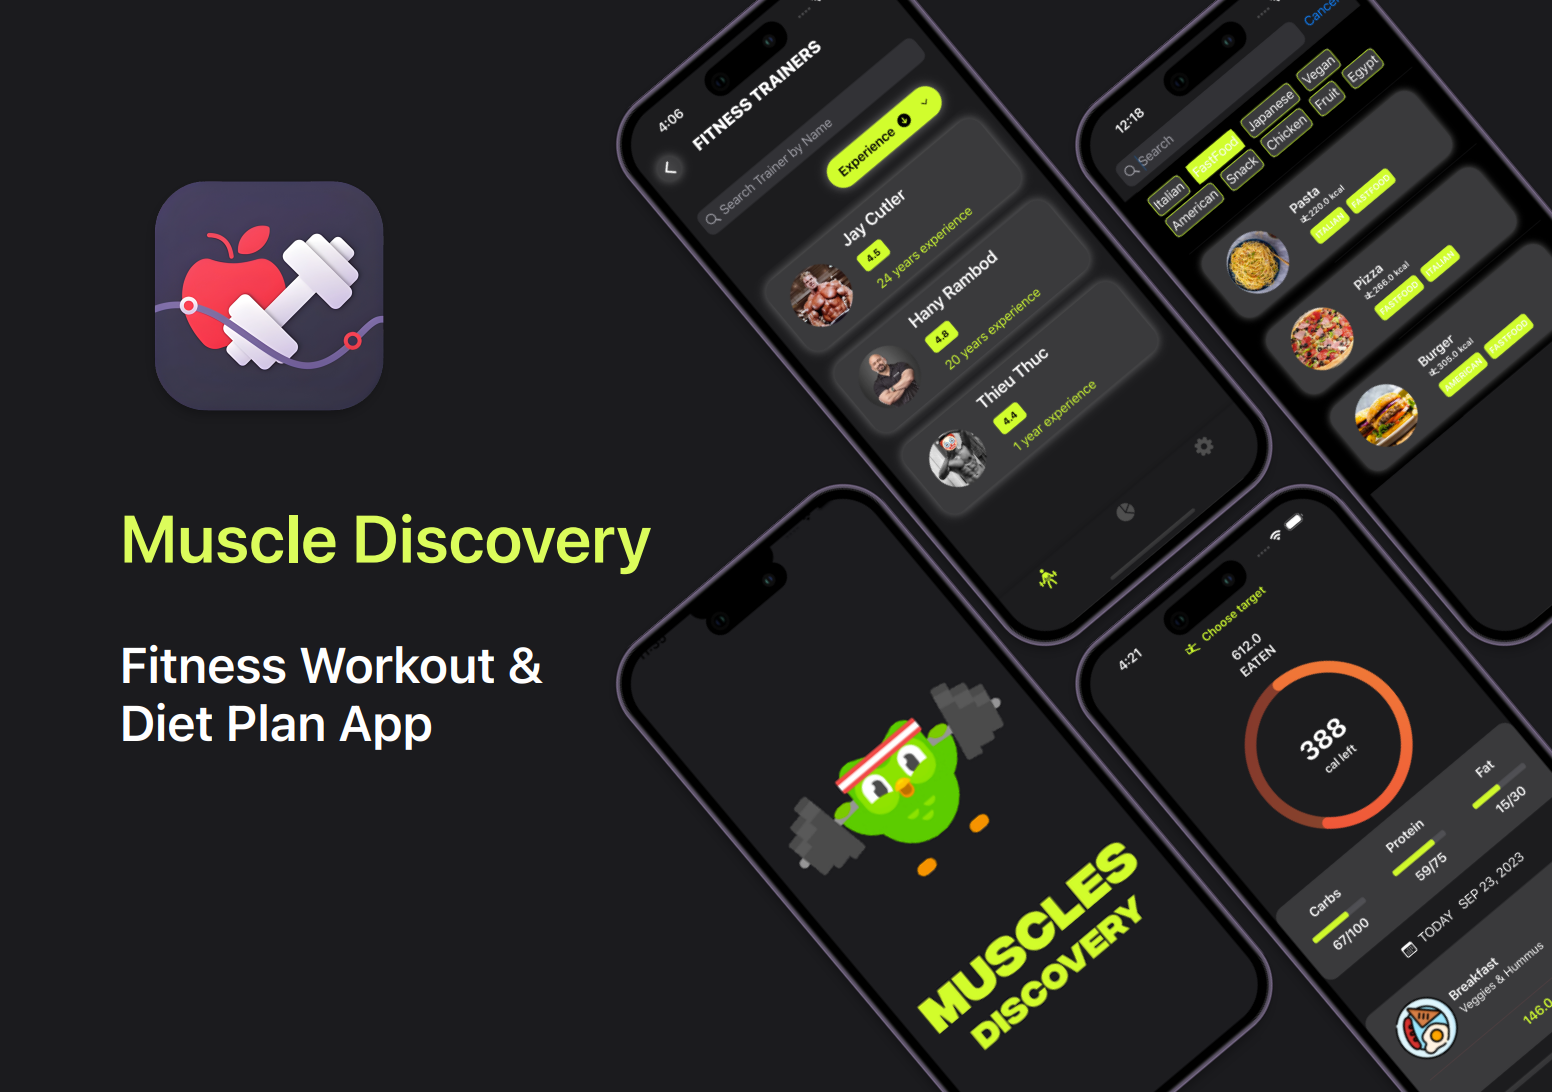 Muscle Discovery
Fitness Workout &
Diet Plan App
4:06
FITNESS TRAINERS
Search Trainer by Name
Experience
Jay Cutler
4.5
24 years experience
Hany Rambod
4.8
20 years experience
Thieu Thuc
4.4
1 year experience
12:18
Search
Italian
FastFood
Japanese
Vegan
American
Snack
Chicken
Fruit
Egypt
Pasta
220.0 kcal
ITALIAN
FASTFOOD
Pizza
266.0 kcal
FASTFOOD
ITALIAN
Burger
305.0 kcal
AMERICAN
FASTFOOD
MUSCLES
DISCOVERY
4:21
Choose target
612.0
EATEN
388
cal left
Carbs
67/100
Protein
59/75
Fat
15/30
TODAY SEP 23, 2023
Breakfast
Veggies & Hummus
146.0